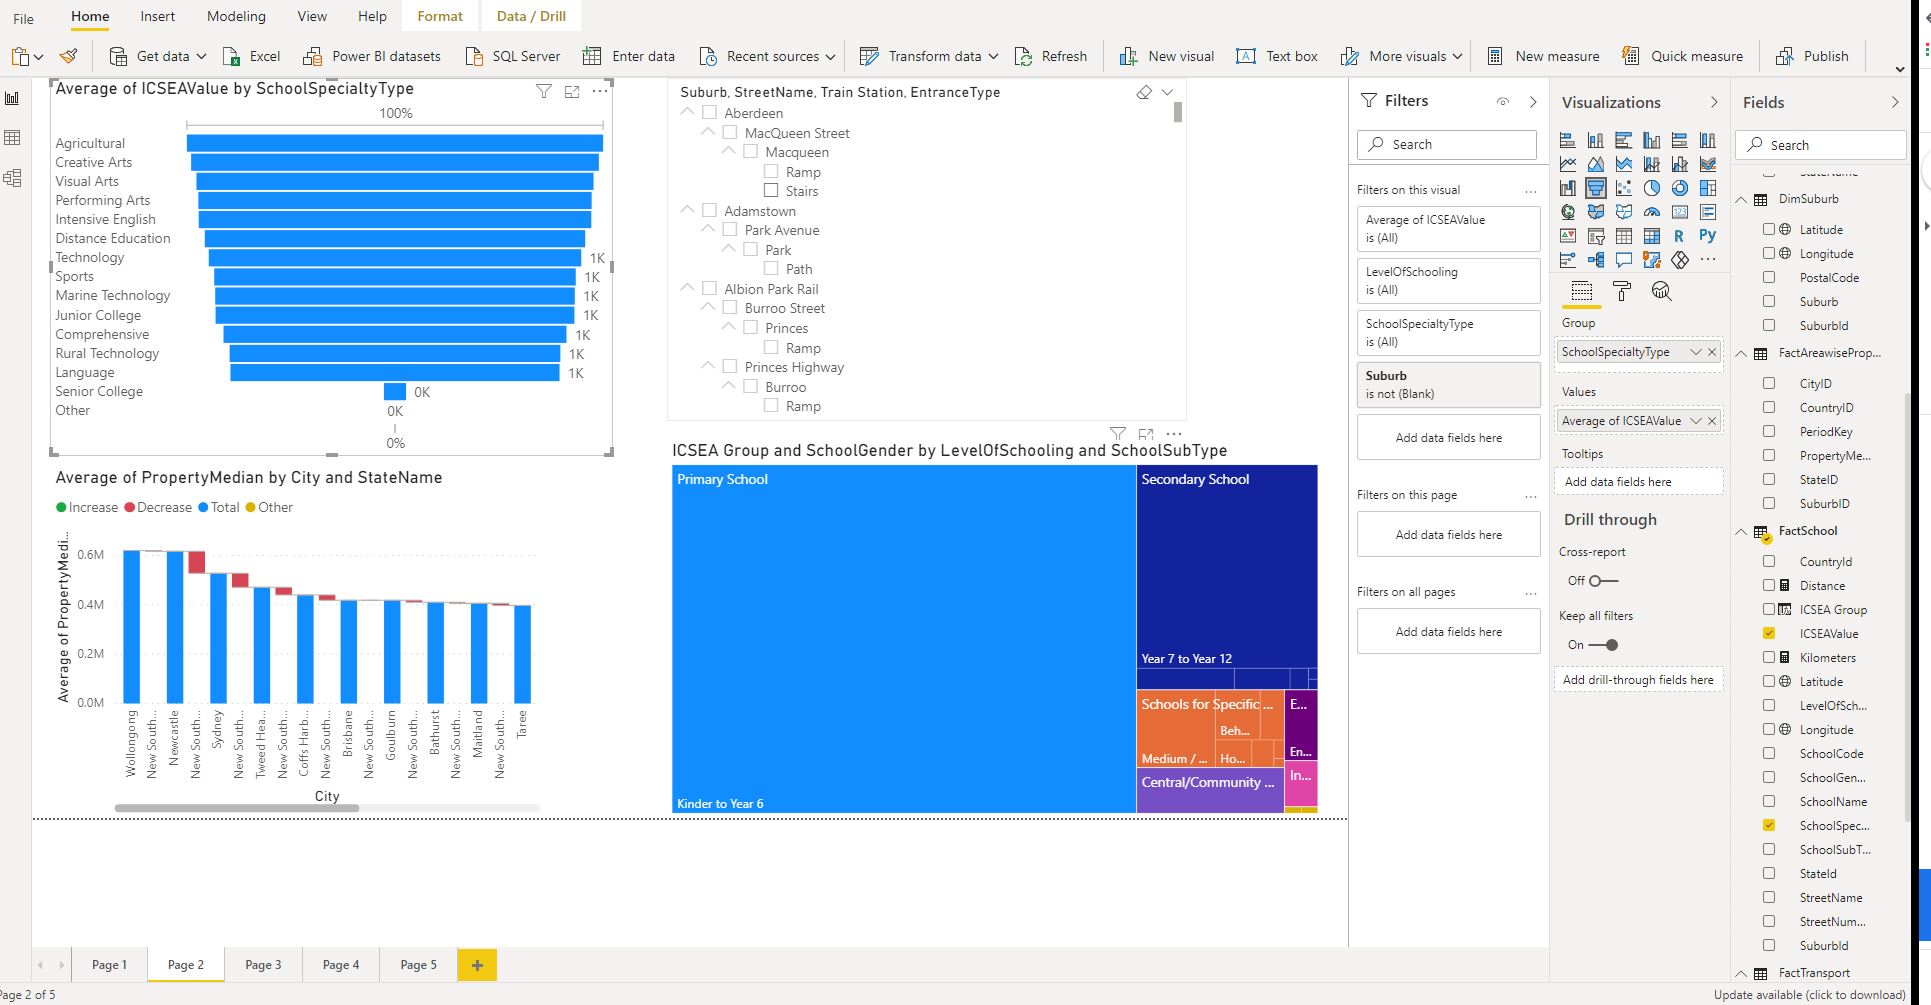 File Home Insert Modeling View Help Format Data / Drill
Get data Excel Power BI datasets SQL Server Enter data Recent sources Transform data Refresh New visual Text box More visuals New measure Quick measure Publish
Average of ICSEAValue by SchoolSpecialtyType
100%
Agricultural
Creative Arts
Visual Arts
Performing Arts
Intensive English
Distance Education
Technology 1K
Sports 1K
Marine Technology 1K
Junior College 1K
Comprehensive 1K
Rural Technology 1K
Language 1K
Senior College 0K
Other 0K
0%
Suburb, StreetName, Train Station, EntranceType
Aberdeen
MacQueen Street
Macqueen
Ramp
Stairs
Adamstown
Park Avenue
Park
Path
Albion Park Rail
Burroo Street
Princes
Ramp
Princes Highway
Burroo
Ramp
Average of PropertyMedian by City and StateName
Increase Decrease Total Other
Average of PropertyMedi...
0.6M
0.4M
0.2M
0.0M
Wollongong
New South...
Newcastle
New South...
Sydney
New South...
Tweed Hea...
New South...
Coffs Harb...
New South...
Brisbane
New South...
Goulburn
New South...
Bathurst
New South...
Maitland
New South...
Taree
City
ICSEA Group and SchoolGender by LevelOfSchooling and SchoolSubType
Primary School
Kinder to Year 6
Secondary School
Year 7 to Year 12
Schools for Specific ...
Beh...
Medium / ...
Ho...
E...
En...
Central/Community ...
In...
Filters
Search
Filters on this visual ...
Average of ICSEAValue
is (All)
LevelOfSchooling
is (All)
SchoolSpecialtyType
is (All)
Suburb
is not (Blank)
Add data fields here
Filters on this page ...
Add data fields here
Filters on all pages ...
Add data fields here
Visualizations
123
R Py
...
Group
SchoolSpecialtyType
Values
Average of ICSEAValue
Tooltips
Add data fields here
Drill through
Cross-report
Off
Keep all filters
On
Add drill-through fields here
Fields
Search
StateName
DimSuburb
Latitude
Longitude
PostalCode
Suburb
SuburbId
FactAreawiseProp...
CityID
CountryID
PeriodKey
PropertyMe...
StateID
SuburbID
FactSchool
CountryId
Distance
ICSEA Group
ICSEAValue
Kilometers
Latitude
LevelOfSch...
Longitude
SchoolCode
SchoolGen...
SchoolName
SchoolSpec...
SchoolSubT...
StateId
StreetName
StreetNum...
SuburbId
FactTransport
Page 1 Page 2 Page 3 Page 4 Page 5 +
Page 2 of 5
Update available (click to download)